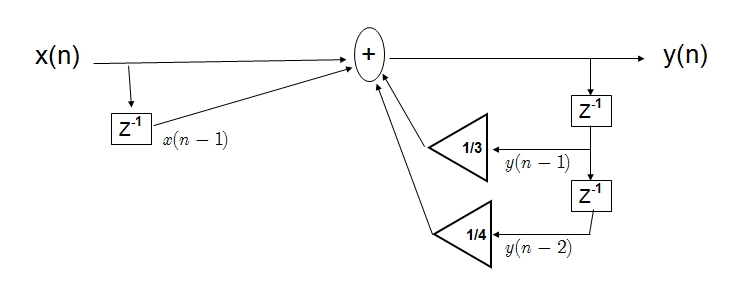 x(n)
+
y(n)
Z-1
x(n − 1)
Z-1
1/3
y(n − 1)
Z-1
1/4
y(n − 2)